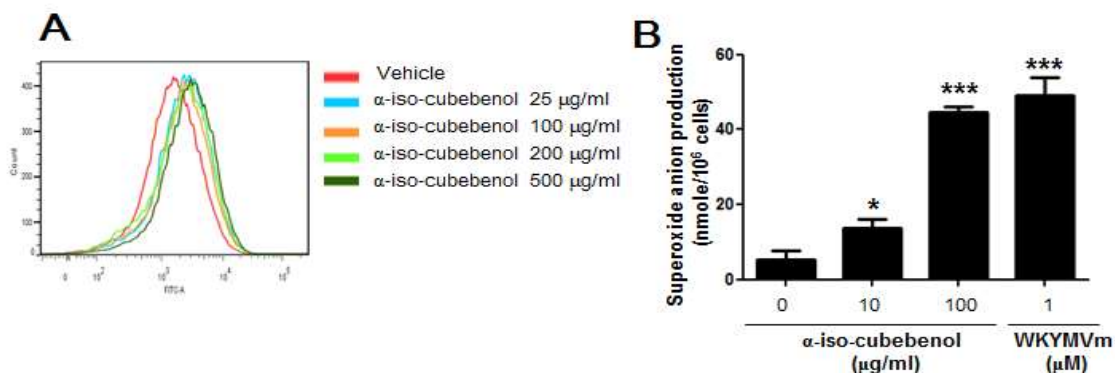 A
Vehicle
α-iso-cubebenol 25 µg/ml
α-iso-cubebenol 100 µg/ml
α-iso-cubebenol 200 µg/ml
α-iso-cubebenol 500 µg/ml
Count
400
300
200
100
0
0 10² 10³ 10⁴ 10⁵
FITC-A
B
Superoxide anion production
(nmole/10⁶ cells)
60
40
20
0
*
***
***
0 10 100 1
α-iso-cubebenol WKYMVm
(µg/ml) (µM)